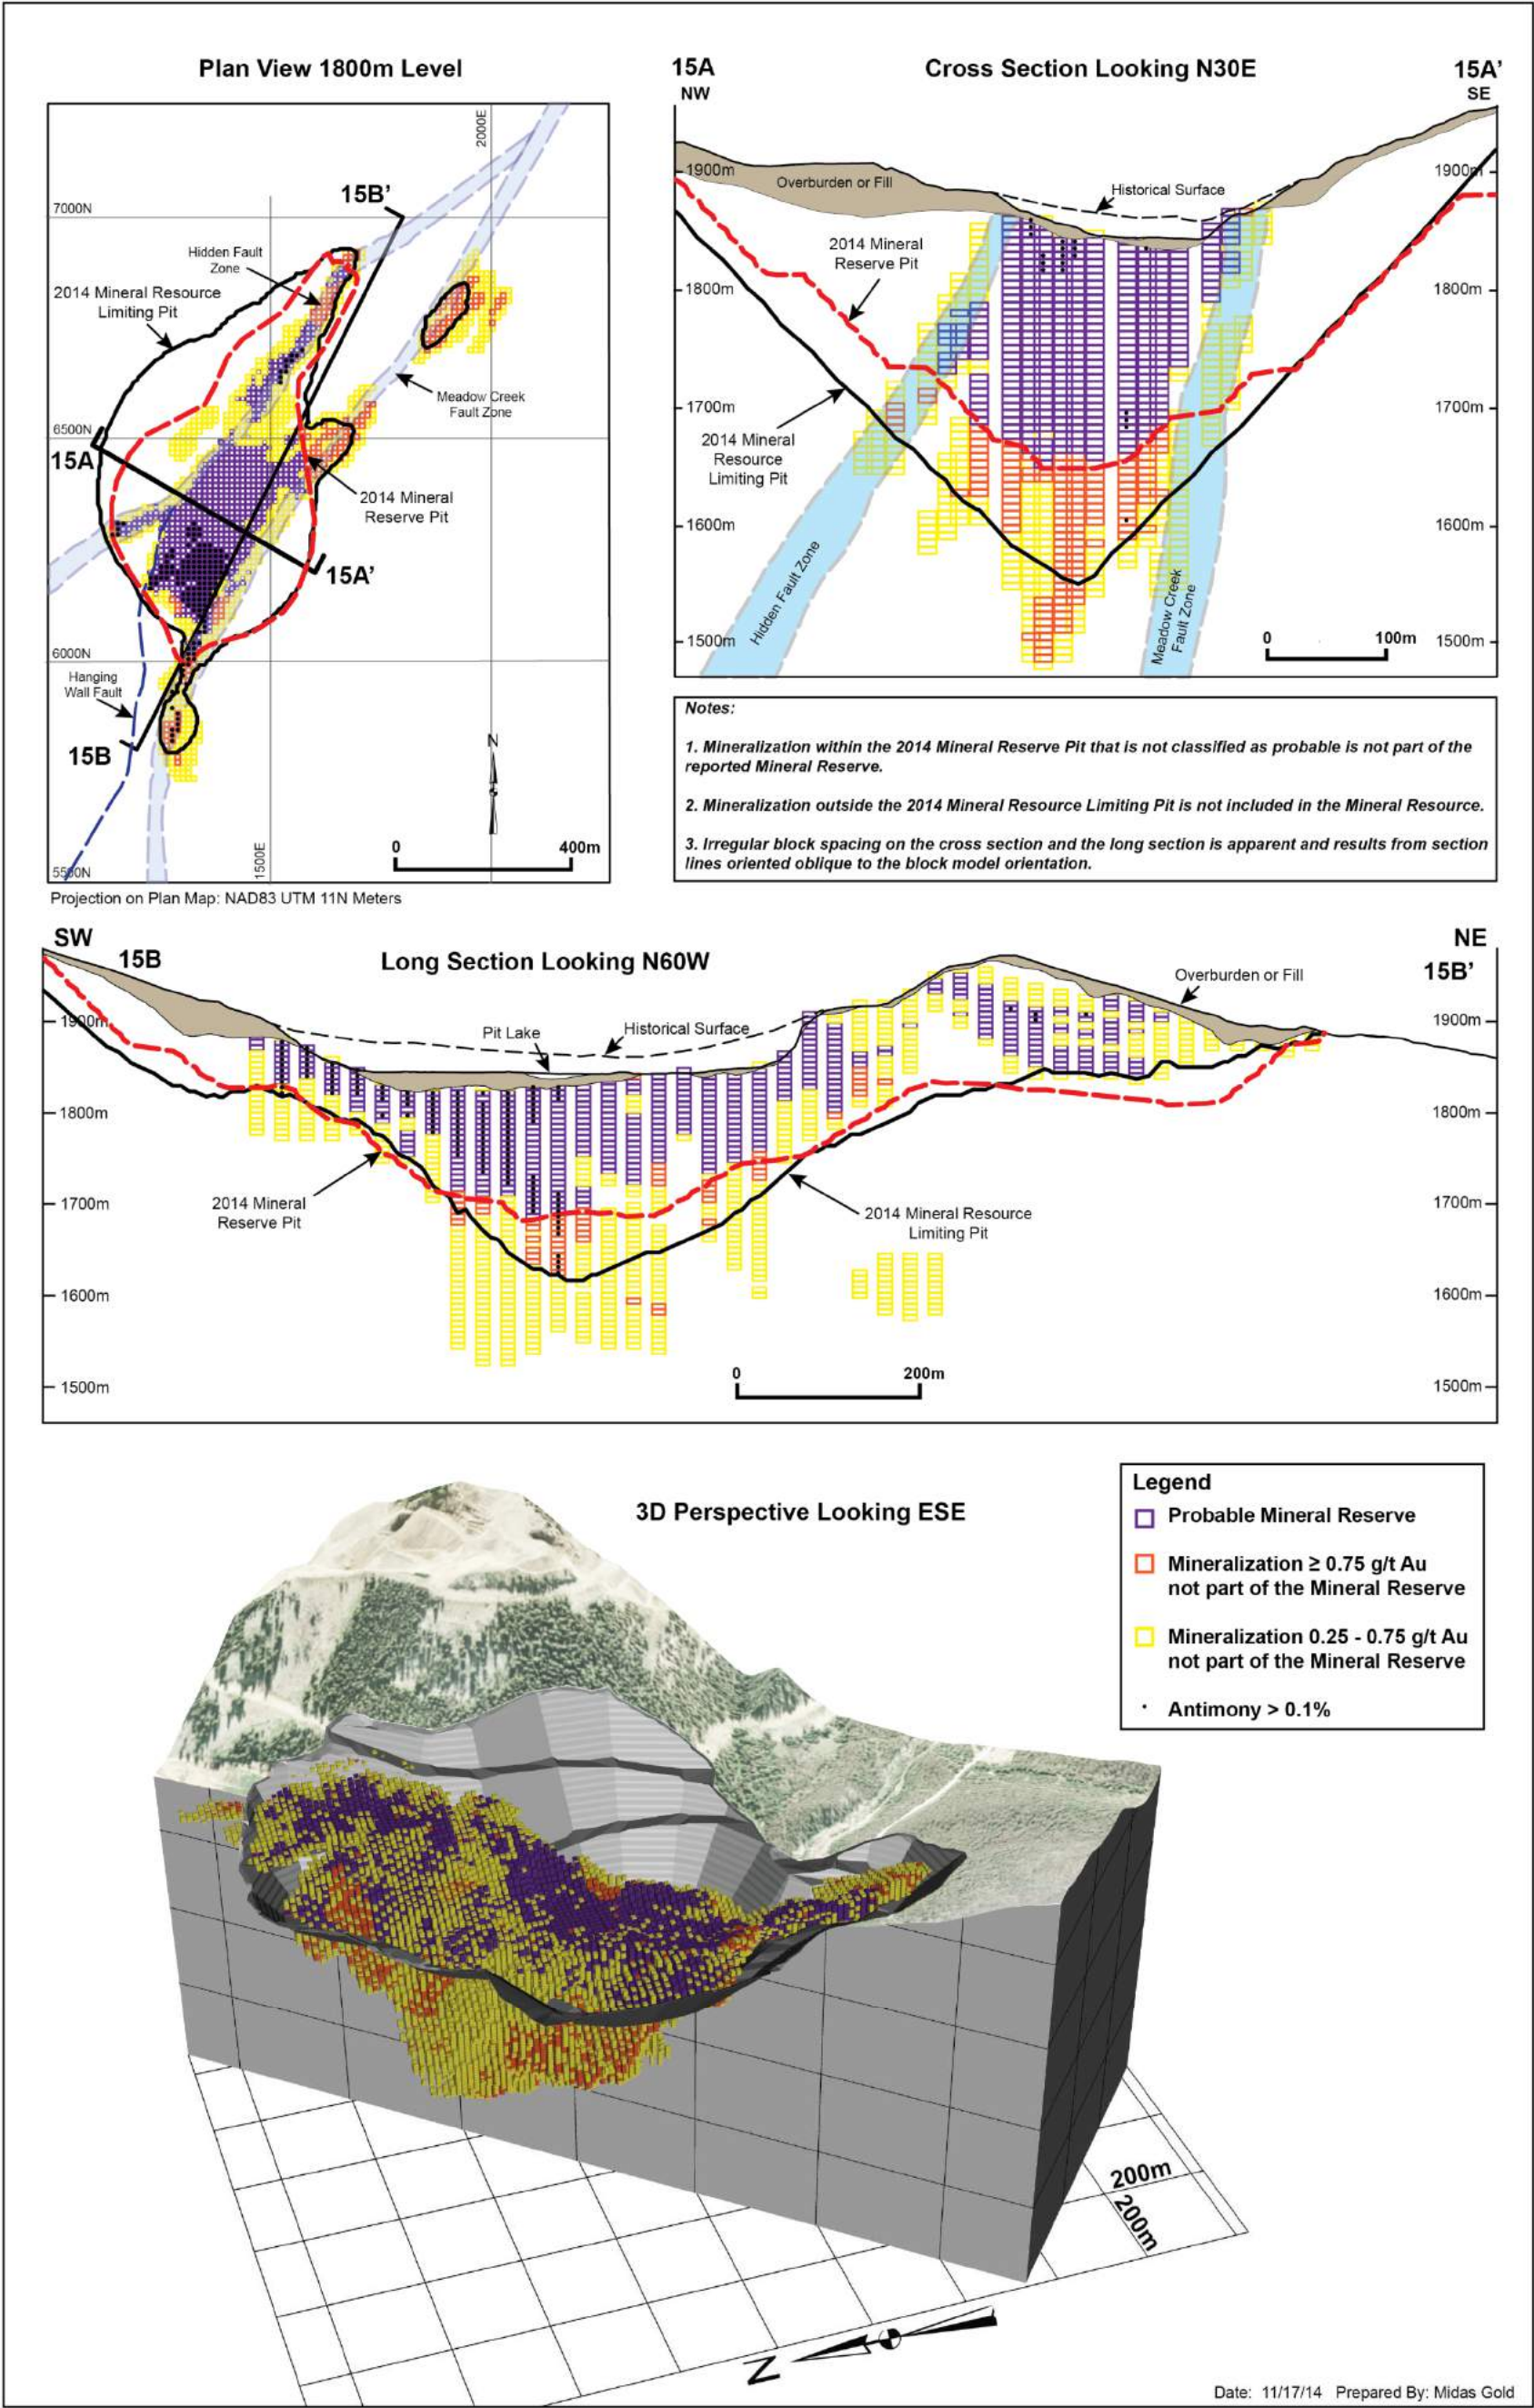 Plan View 1800m Level
2000E
15B'
7000N
Hidden Fault
Zone
2014 Mineral Resource
Limiting Pit
Meadow Creek
Fault Zone
6500N
15A
2014 Mineral
Reserve Pit
15A'
6000N
Hanging
Wall Fault
15B
N
1500E
0 400m
5500N
Projection on Plan Map: NAD83 UTM 11N Meters
15A
NW
Cross Section Looking N30E
15A'
SE
1900m
1900m
Overburden or Fill
Historical Surface
2014 Mineral
Reserve Pit
1800m
1800m
1700m
1700m
2014 Mineral
Resource
Limiting Pit
1600m
1600m
Hidden Fault Zone
Meadow Creek
Fault Zone
0 100m
1500m
1500m
Notes:
1. Mineralization within the 2014 Mineral Reserve Pit that is not classified as probable is not part of the
reported Mineral Reserve.
2. Mineralization outside the 2014 Mineral Resource Limiting Pit is not included in the Mineral Resource.
3. Irregular block spacing on the cross section and the long section is apparent and results from section
lines oriented oblique to the block model orientation.
SW
15B
Long Section Looking N60W
NE
15B'
Overburden or Fill
1900m
Pit Lake
Historical Surface
1900m
1800m
1800m
2014 Mineral
Reserve Pit
1700m
2014 Mineral Resource
Limiting Pit
1700m
1600m
1600m
0 200m
1500m
1500m
3D Perspective Looking ESE
Legend
Probable Mineral Reserve
Mineralization ≥ 0.75 g/t Au
not part of the Mineral Reserve
Mineralization 0.25 - 0.75 g/t Au
not part of the Mineral Reserve
Antimony > 0.1%
200m
200m
N
Date: 11/17/14 Prepared By: Midas Gold